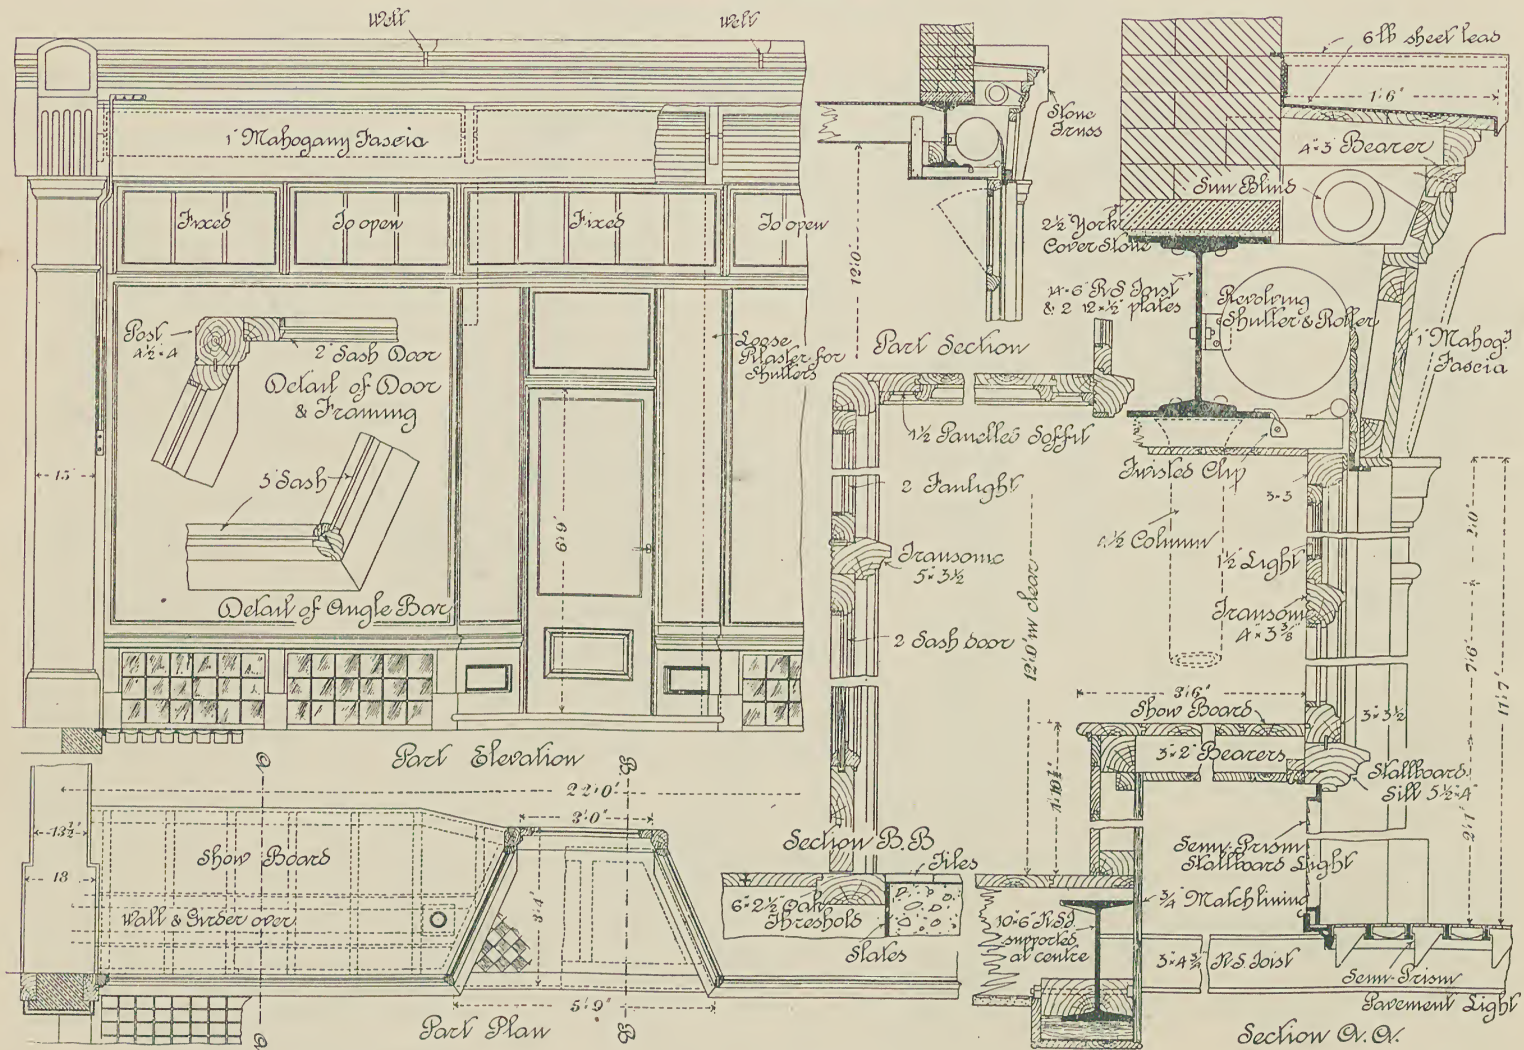 Welt
Welt
1" Mahogany Fascia
Fixed
To open
Fixed
To open
Post
4½"×4
2" Sash Door
Detail of Door
& Framing
3" Sash
Detail of Angle Bar
15"
6'.9"
Loose
Pilaster for
Shutters
Part Elevation
Stone
Truss
12'.0"
Part Section
6 lb sheet lead
1'.6"
4"×3" Bearer
Sun Blind
2½" York
Cover Stone
14"×6" R.S. Joist
& 2 12"×½" plates
Revolving
Shutter & Roller
1" Mahogy
Fascia
Twisted Clip
3"×3
Column
1½" Light
Transom
4"×3⅜"
1½ Panelled Soffit
2 Fanlight
Transome
5"×3½
2 Sash door
12'.0" in clear
2'.0"
7'.6"
11'.7"
2'.1"
3'.6"
Show Board
3"×3½
3"×2" Bearers
Stallboard
Sill 5½"×4"
1'.10½"
Semi-Prism
Stallboard Light
Section B.B
Tiles
6"×2½" Oak
Threshold
Slates
10"×6" R.S.J.
supported
at centre
¾" Matchlining
3"×4¾" R.S. Joist
Semi-Prism
Pavement Light
Section A.A.
22'.0"
3'.0"
13½"
18"
Show Board
Wall & Girder over
3'.4"
5'.9"
A
A
B
B
Part Plan